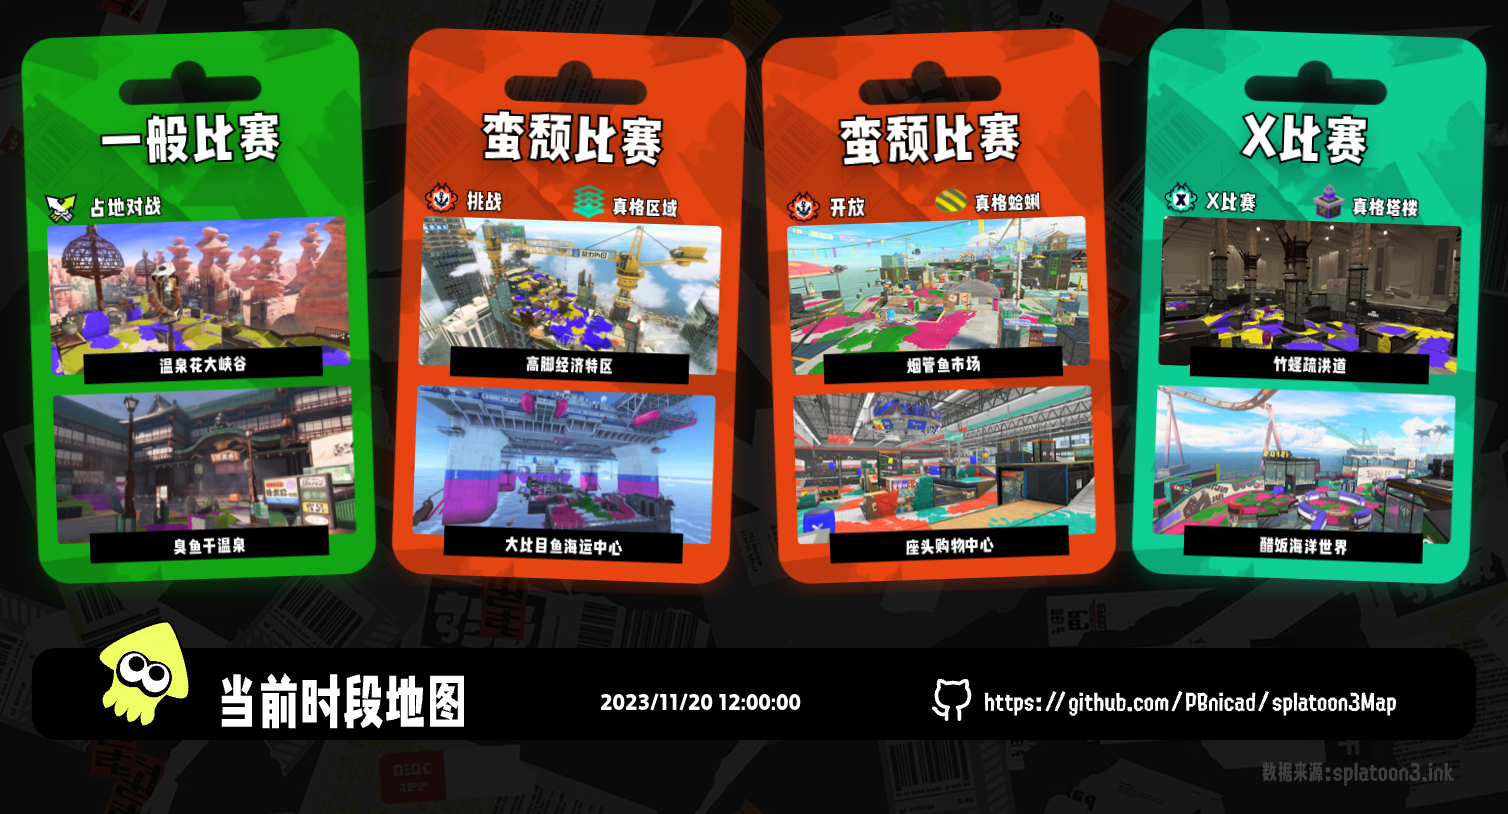 一般比赛
占地对战
温泉花大峡谷
臭鱼干温泉
蛮颓比赛
挑战
真格区域
高脚经济特区
大比目鱼海运中心
蛮颓比赛
开放
真格蛤蜊
烟管鱼市场
座头购物中心
X比赛
X比赛
真格塔楼
竹蛏疏洪道
醋饭海洋世界
当前时段地图
2023/11/20 12:00:00
https://github.com/PBnicad/splatoon3Map
数据来源:splatoon3.ink